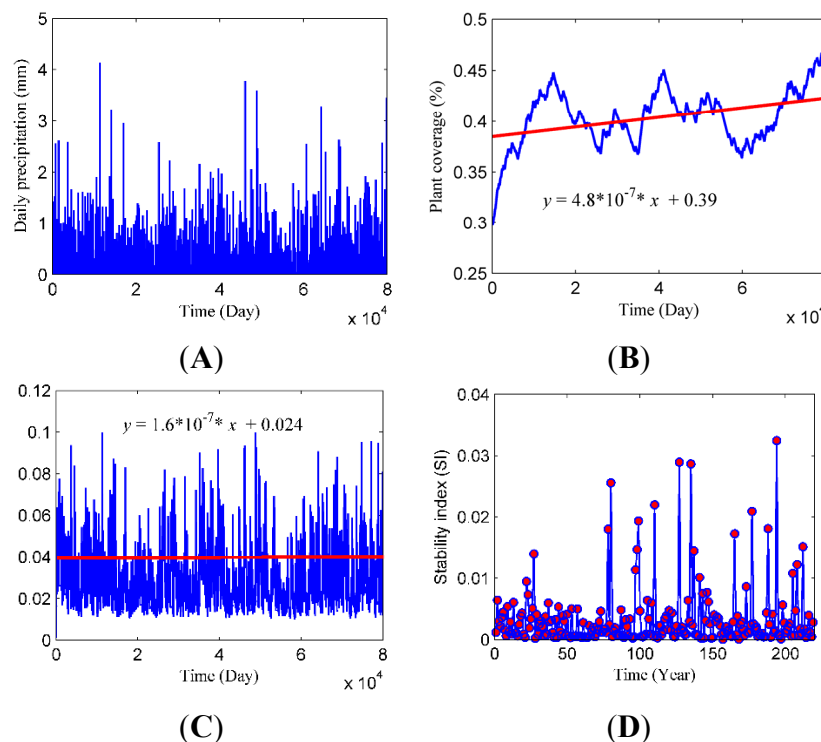 5
4
3
2
1
0
Daily precipitation (mm)
0 2 4 6 8
Time (Day)
x 10^4
(A)
0.45
0.4
0.35
0.3
0.25
Plant coverage (%)
y = 4.8*10^-7* x + 0.39
0 2 4 6
Time (Day)
(B)
0.12
0.1
0.08
0.06
0.04
0.02
0
y = 1.6*10^-7* x + 0.024
0 2 4 6 8
Time (Day)
x 10^4
(C)
0.04
0.03
0.02
0.01
0
Stability index (SI)
0 50 100 150 200
Time (Year)
(D)